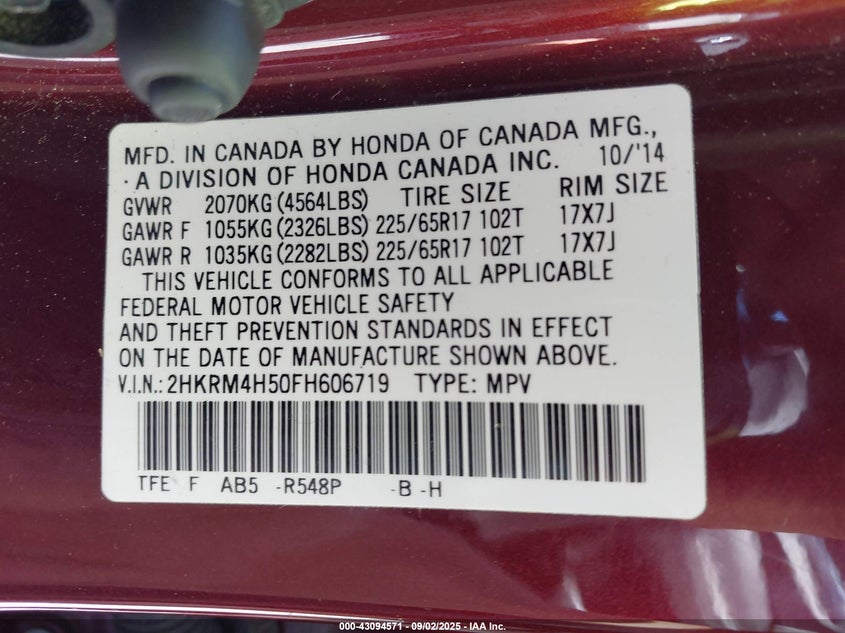 MFD. IN CANADA BY HONDA OF CANADA MFG.,
· A DIVISION OF HONDA CANADA INC. 10/'14
GVWR 2070KG (4564LBS) TIRE SIZE RIM SIZE
GAWR F 1055KG (2326LBS) 225/65R17 102T 17X7J
GAWR R 1035KG (2282LBS) 225/65R17 102T 17X7J
THIS VEHICLE CONFORMS TO ALL APPLICABLE
FEDERAL MOTOR VEHICLE SAFETY
AND THEFT PREVENTION STANDARDS IN EFFECT
ON THE DATE OF MANUFACTURE SHOWN ABOVE.
V.I.N.: 2HKRM4H50FH606719 TYPE: MPV
TFE F AB5 -R548P -B -H
000-43094571 - 09/02/2025 - IAA Inc.